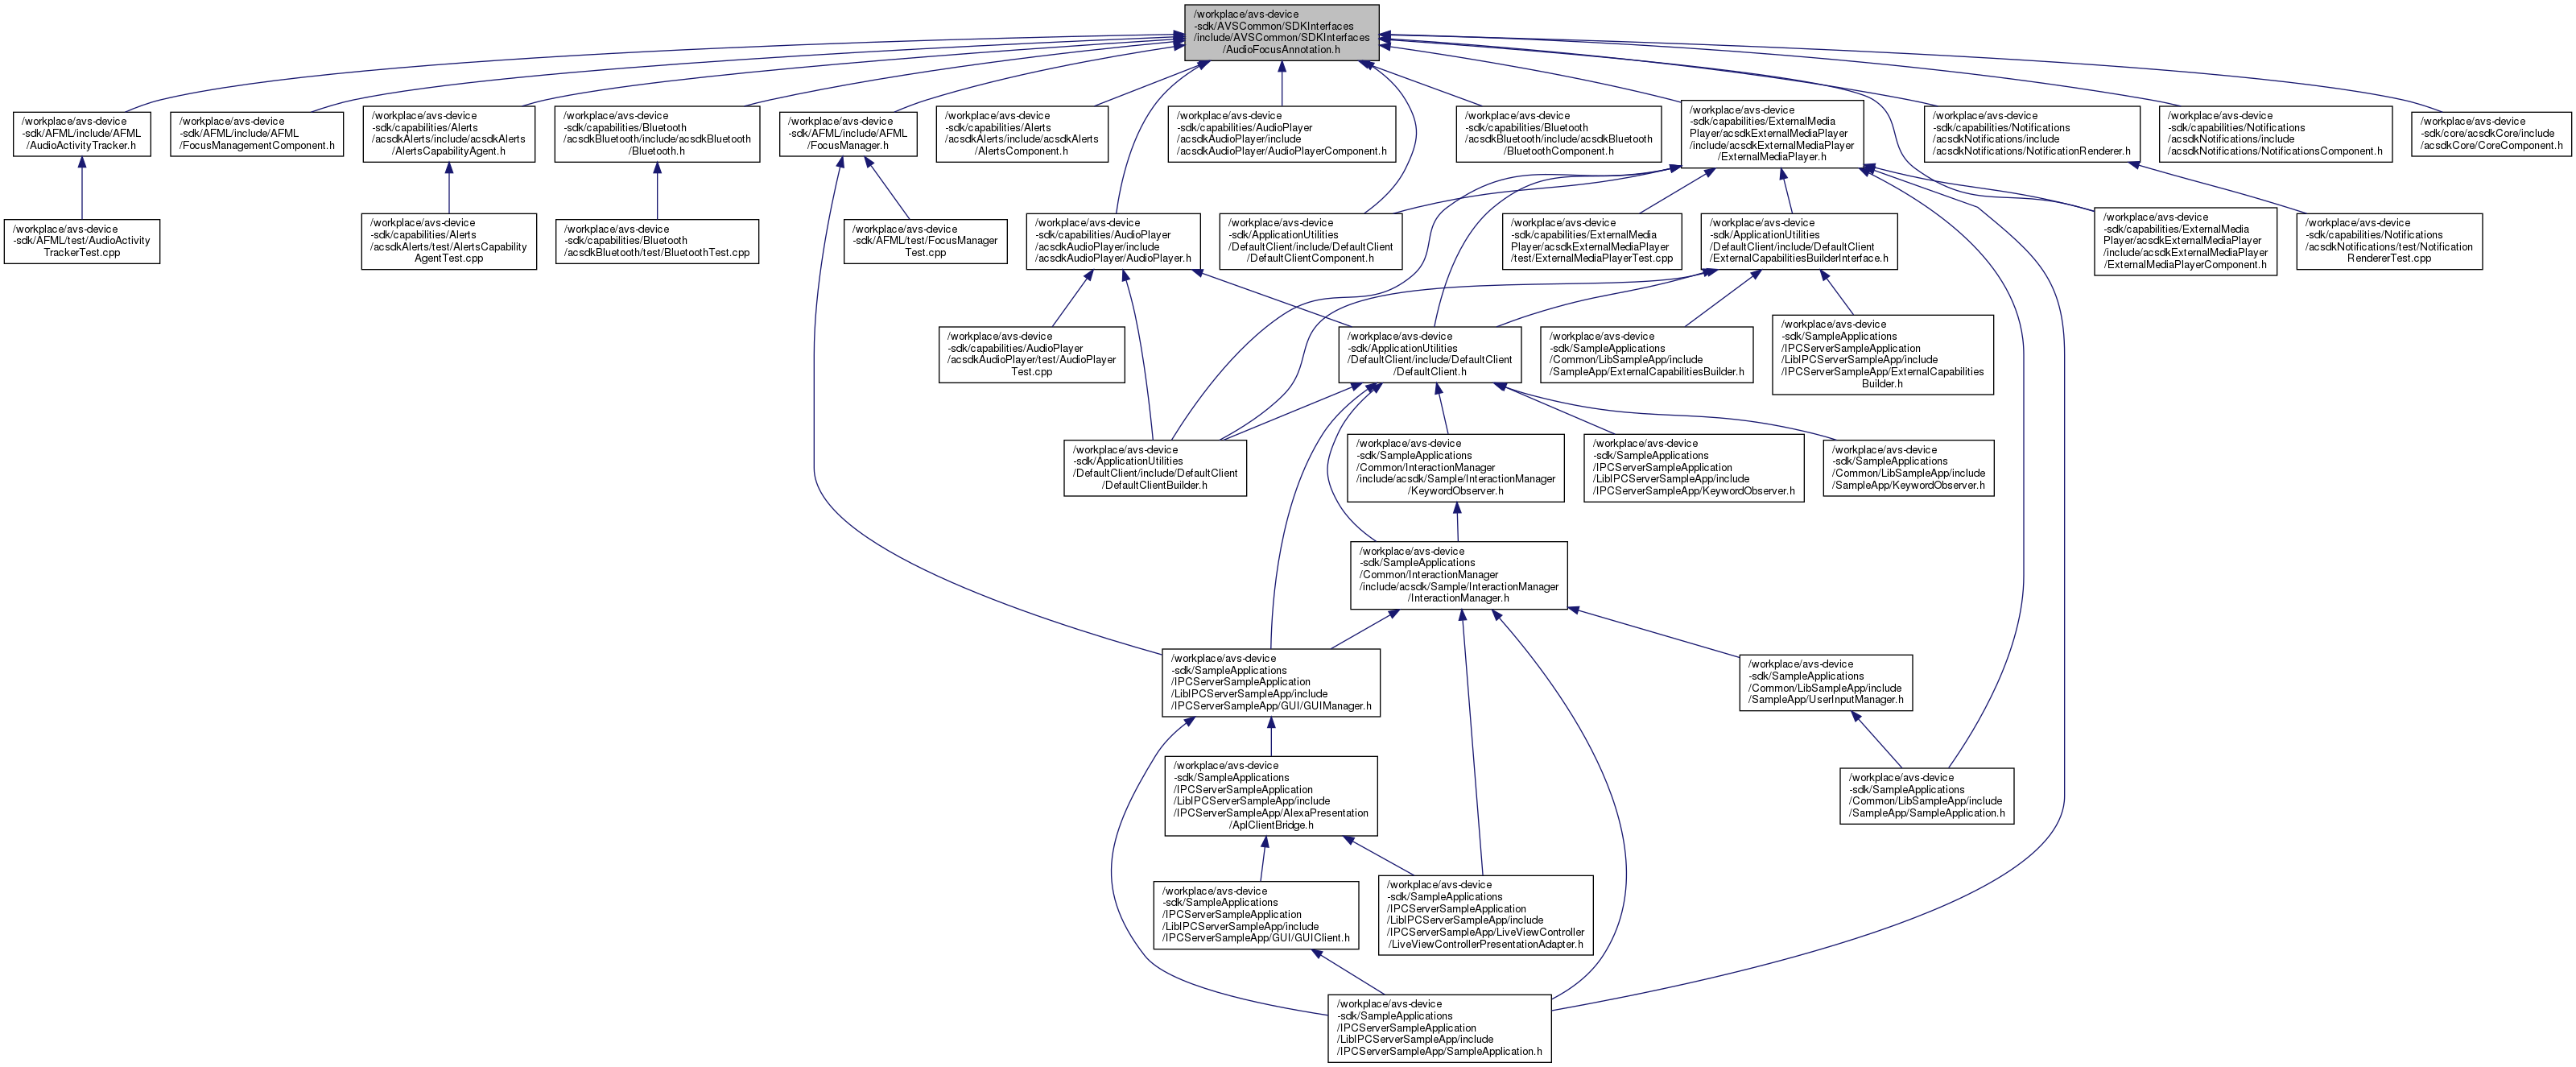 /workplace/avs-device
-sdk/AVSCommon/SDKInterfaces
/include/AVSCommon/SDKInterfaces
/AudioFocusAnnotation.h
/workplace/avs-device
-sdk/AFML/include/AFML
/AudioActivityTracker.h
/workplace/avs-device
-sdk/AFML/include/AFML
/FocusManagementComponent.h
/workplace/avs-device
-sdk/capabilities/Alerts
/acsdkAlerts/include/acsdkAlerts
/AlertsCapabilityAgent.h
/workplace/avs-device
-sdk/capabilities/Bluetooth
/acsdkBluetooth/include/acsdkBluetooth
/Bluetooth.h
/workplace/avs-device
-sdk/AFML/include/AFML
/FocusManager.h
/workplace/avs-device
-sdk/capabilities/Alerts
/acsdkAlerts/include/acsdkAlerts
/AlertsComponent.h
/workplace/avs-device
-sdk/capabilities/AudioPlayer
/acsdkAudioPlayer/include
/acsdkAudioPlayer/AudioPlayerComponent.h
/workplace/avs-device
-sdk/capabilities/Bluetooth
/acsdkBluetooth/include/acsdkBluetooth
/BluetoothComponent.h
/workplace/avs-device
-sdk/capabilities/ExternalMedia
Player/acsdkExternalMediaPlayer
/include/acsdkExternalMediaPlayer
/ExternalMediaPlayer.h
/workplace/avs-device
-sdk/capabilities/Notifications
/acsdkNotifications/include
/acsdkNotifications/NotificationRenderer.h
/workplace/avs-device
-sdk/capabilities/Notifications
/acsdkNotifications/include
/acsdkNotifications/NotificationsComponent.h
/workplace/avs-device
-sdk/core/acsdkCore/include
/acsdkCore/CoreComponent.h
/workplace/avs-device
-sdk/AFML/test/AudioActivity
TrackerTest.cpp
/workplace/avs-device
-sdk/capabilities/Alerts
/acsdkAlerts/test/AlertsCapability
AgentTest.cpp
/workplace/avs-device
-sdk/capabilities/Bluetooth
/acsdkBluetooth/test/BluetoothTest.cpp
/workplace/avs-device
-sdk/AFML/test/FocusManager
Test.cpp
/workplace/avs-device
-sdk/capabilities/AudioPlayer
/acsdkAudioPlayer/include
/acsdkAudioPlayer/AudioPlayer.h
/workplace/avs-device
-sdk/ApplicationUtilities
/DefaultClient/include/DefaultClient
/DefaultClientComponent.h
/workplace/avs-device
-sdk/capabilities/ExternalMedia
Player/acsdkExternalMediaPlayer
/test/ExternalMediaPlayerTest.cpp
/workplace/avs-device
-sdk/ApplicationUtilities
/DefaultClient/include/DefaultClient
/ExternalCapabilitiesBuilderInterface.h
/workplace/avs-device
-sdk/capabilities/ExternalMedia
Player/acsdkExternalMediaPlayer
/include/acsdkExternalMediaPlayer
/ExternalMediaPlayerComponent.h
/workplace/avs-device
-sdk/capabilities/Notifications
/acsdkNotifications/test/Notification
RendererTest.cpp
/workplace/avs-device
-sdk/capabilities/AudioPlayer
/acsdkAudioPlayer/test/AudioPlayer
Test.cpp
/workplace/avs-device
-sdk/ApplicationUtilities
/DefaultClient/include/DefaultClient
/DefaultClient.h
/workplace/avs-device
-sdk/SampleApplications
/Common/LibSampleApp/include
/SampleApp/ExternalCapabilitiesBuilder.h
/workplace/avs-device
-sdk/SampleApplications
/IPCServerSampleApplication
/LibIPCServerSampleApp/include
/IPCServerSampleApp/ExternalCapabilities
Builder.h
/workplace/avs-device
-sdk/ApplicationUtilities
/DefaultClient/include/DefaultClient
/DefaultClientBuilder.h
/workplace/avs-device
-sdk/SampleApplications
/Common/InteractionManager
/include/acsdk/Sample/InteractionManager
/KeywordObserver.h
/workplace/avs-device
-sdk/SampleApplications
/IPCServerSampleApplication
/LibIPCServerSampleApp/include
/IPCServerSampleApp/KeywordObserver.h
/workplace/avs-device
-sdk/SampleApplications
/Common/LibSampleApp/include
/SampleApp/KeywordObserver.h
/workplace/avs-device
-sdk/SampleApplications
/Common/InteractionManager
/include/acsdk/Sample/InteractionManager
/InteractionManager.h
/workplace/avs-device
-sdk/SampleApplications
/IPCServerSampleApplication
/LibIPCServerSampleApp/include
/IPCServerSampleApp/GUI/GUIManager.h
/workplace/avs-device
-sdk/SampleApplications
/Common/LibSampleApp/include
/SampleApp/UserInputManager.h
/workplace/avs-device
-sdk/SampleApplications
/IPCServerSampleApplication
/LibIPCServerSampleApp/include
/IPCServerSampleApp/AlexaPresentation
/AplClientBridge.h
/workplace/avs-device
-sdk/SampleApplications
/Common/LibSampleApp/include
/SampleApp/SampleApplication.h
/workplace/avs-device
-sdk/SampleApplications
/IPCServerSampleApplication
/LibIPCServerSampleApp/include
/IPCServerSampleApp/GUI/GUIClient.h
/workplace/avs-device
-sdk/SampleApplications
/IPCServerSampleApplication
/LibIPCServerSampleApp/include
/IPCServerSampleApp/LiveViewController
/LiveViewControllerPresentationAdapter.h
/workplace/avs-device
-sdk/SampleApplications
/IPCServerSampleApplication
/LibIPCServerSampleApp/include
/IPCServerSampleApp/SampleApplication.h